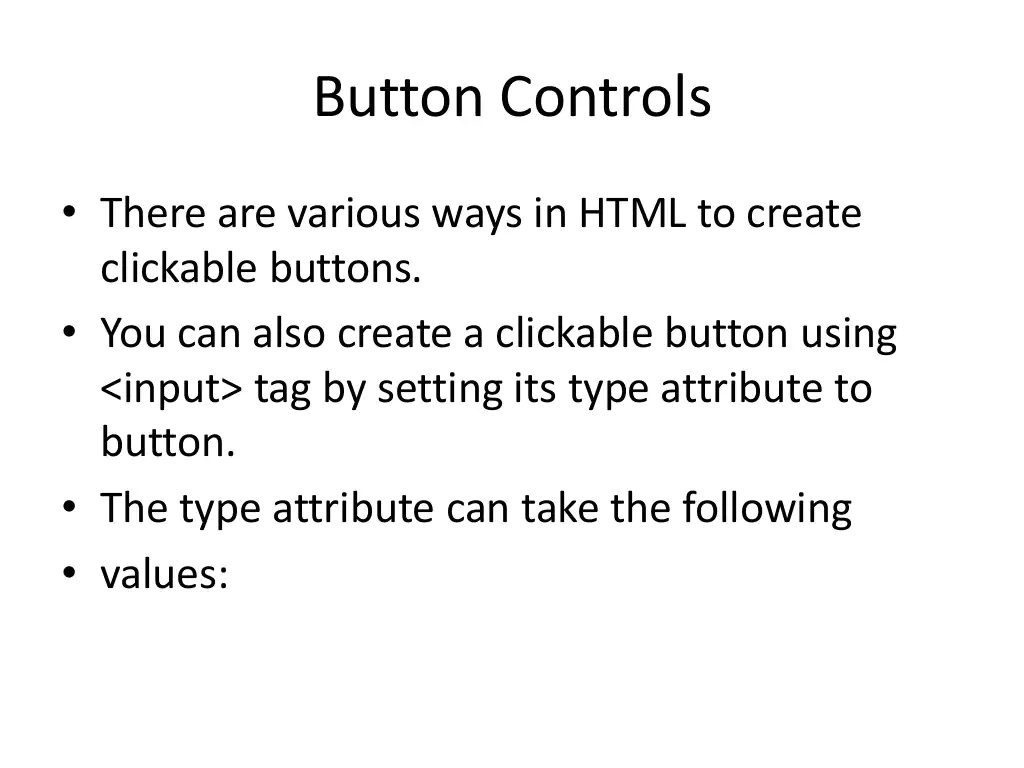 Button Controls
• There are various ways in HTML to create
clickable buttons.
• You can also create a clickable button using
<input> tag by setting its type attribute to
button.
• The type attribute can take the following
• values: